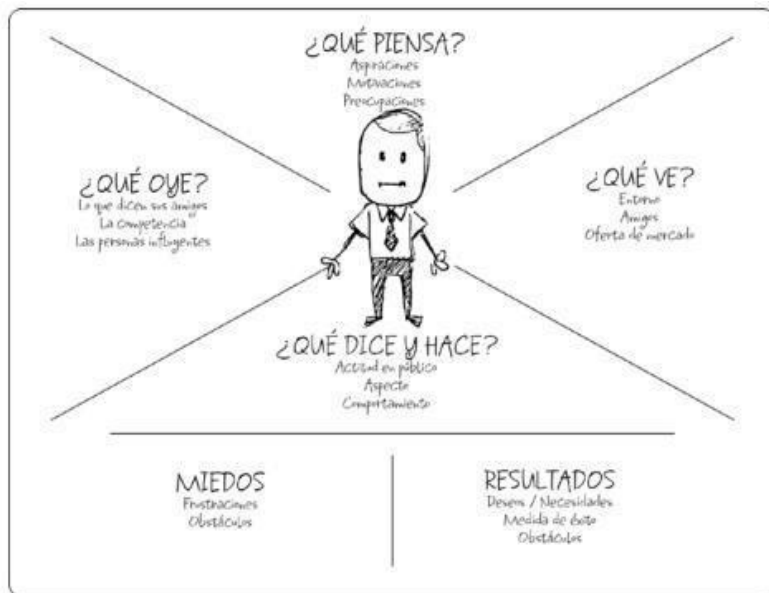 ¿QUÉ PIENSA?
Aspiraciones
Motivaciones
Preocupaciones
¿QUÉ OYE?
Lo que dicen sus amigos
La competencia
Las personas influyentes
¿QUÉ VE?
Entorno
Amigos
Oferta de mercado
¿QUÉ DICE Y HACE?
Actitud en público
Aspecto
Comportamiento
MIEDOS
Frustraciones
Obstáculos
RESULTADOS
Deseos / Necesidades
Medida de éxito
Obstáculos